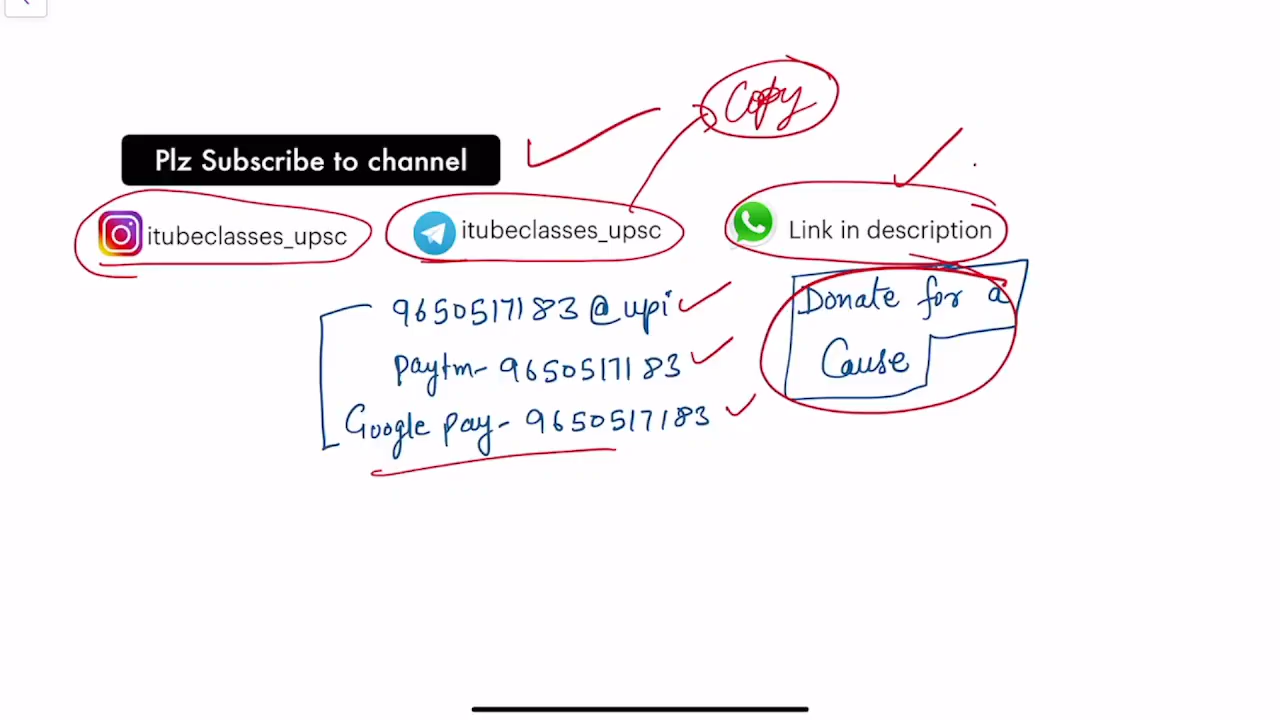 Copy
Plz Subscribe to channel
itubeclasses_upsc
itubeclasses_upsc
Link in description
9650517183@upi
Donate for a
Paytm- 9650517183
Cause
Google pay- 9650517183